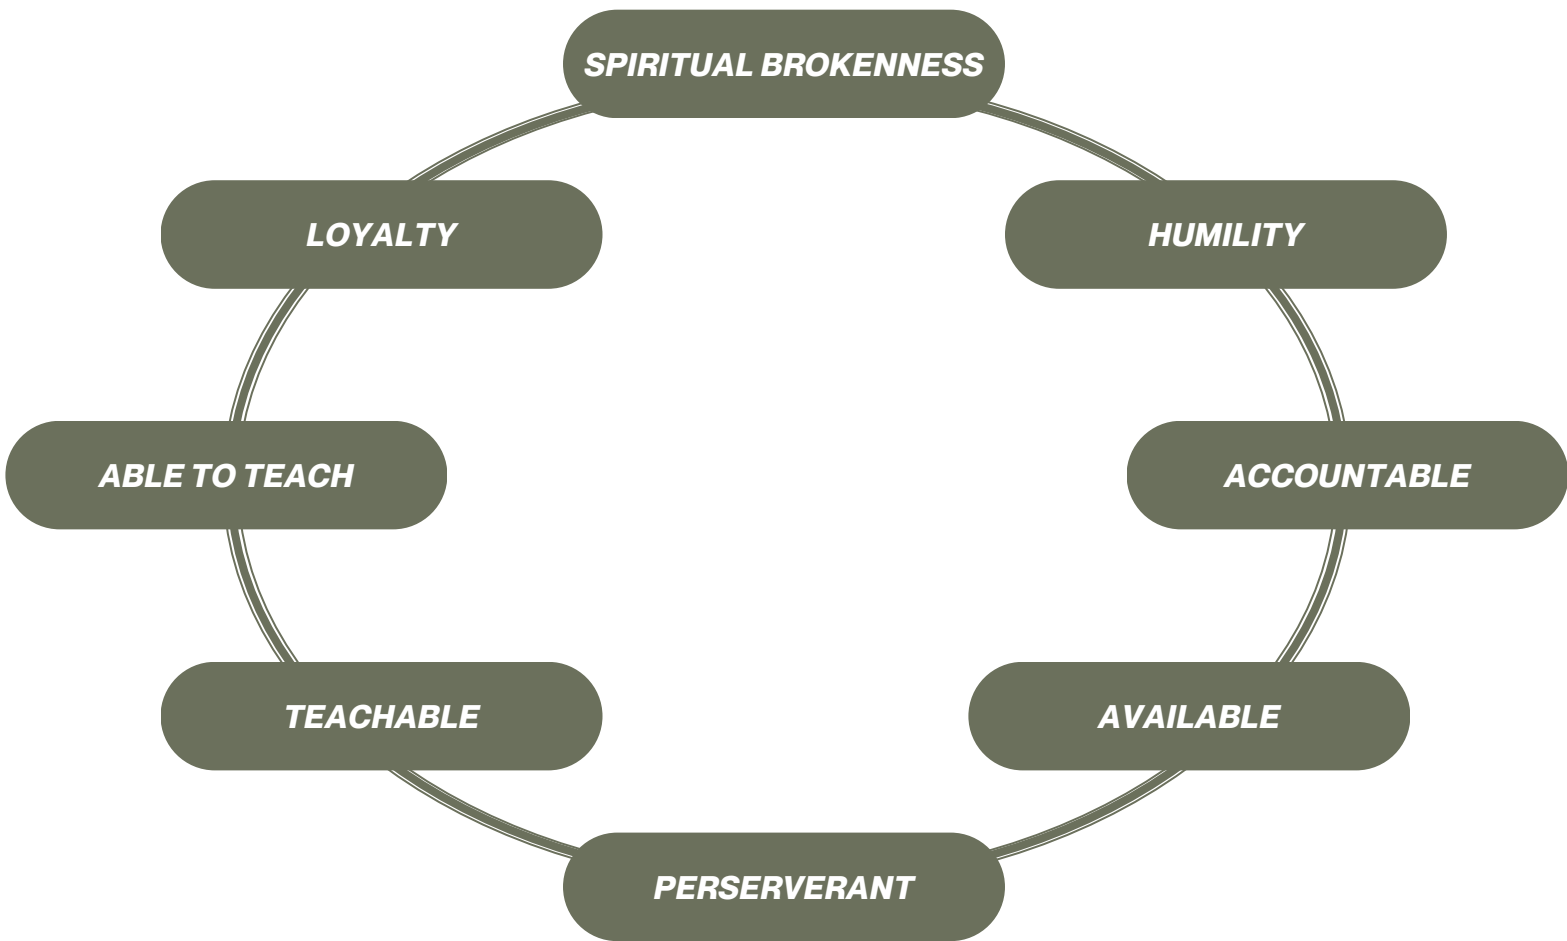 SPIRITUAL BROKENNESS
LOYALTY
HUMILITY
ABLE TO TEACH
ACCOUNTABLE
TEACHABLE
AVAILABLE
PERSERVERANT